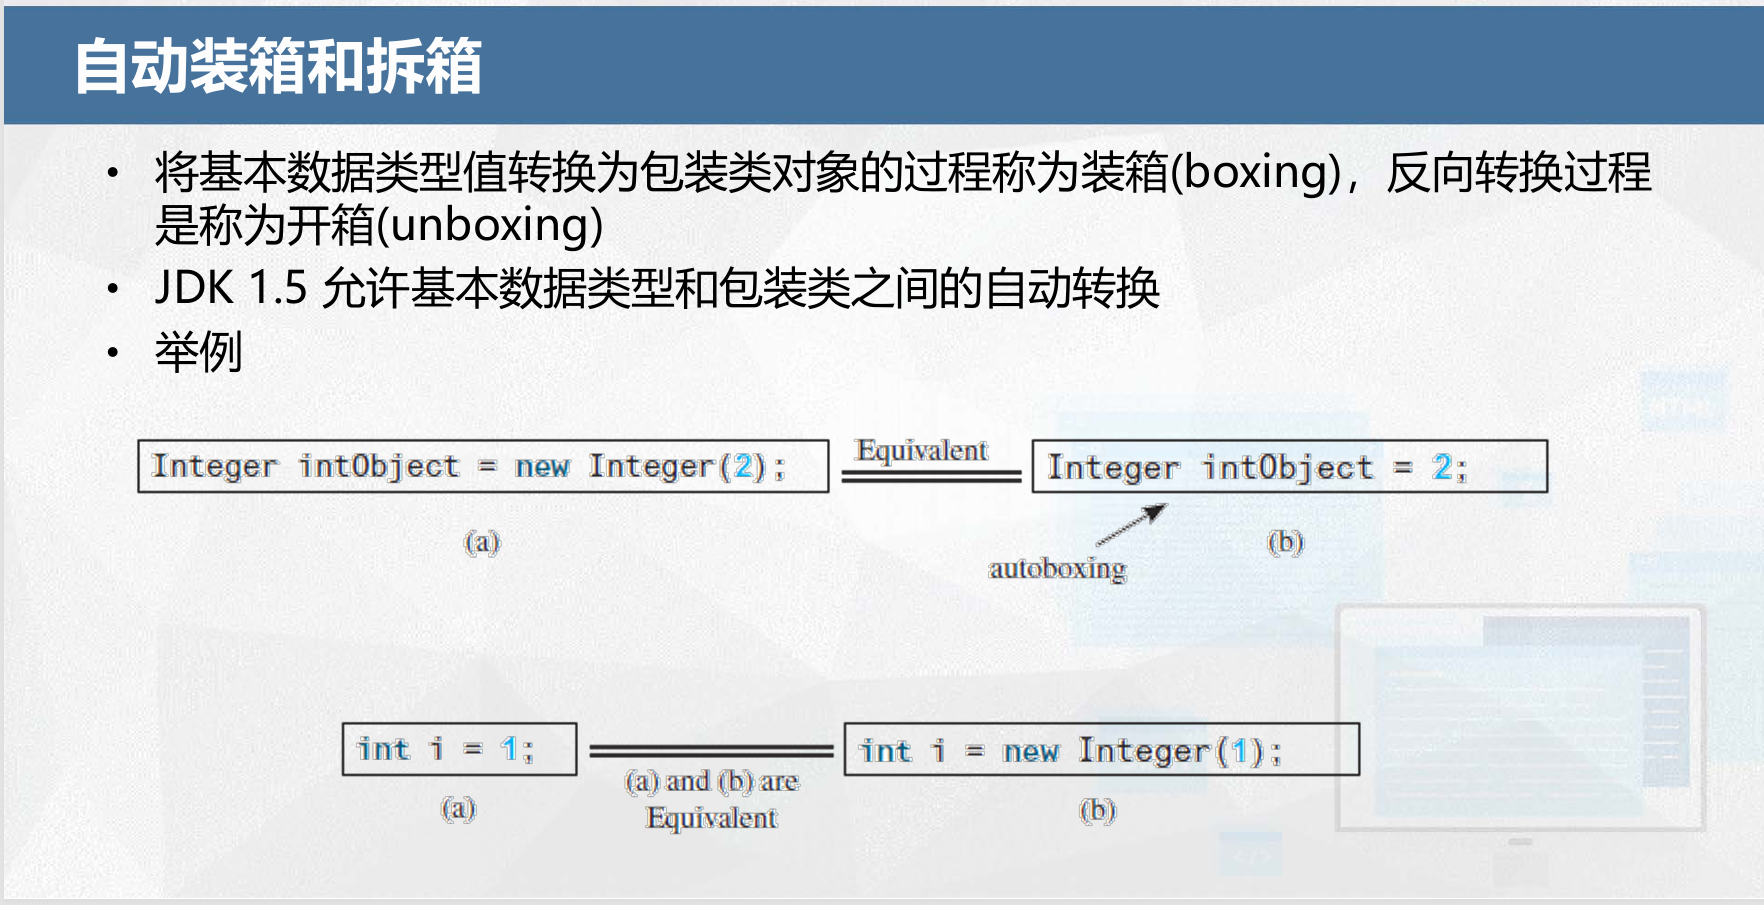 自动装箱和拆箱
• 将基本数据类型值转换为包装类对象的过程称为装箱(boxing)，反向转换过程
是称为开箱(unboxing)
• JDK 1.5 允许基本数据类型和包装类之间的自动转换
• 举例
Integer intObject = new Integer(2);
Equivalent
Integer intObject = 2;
(a)
(b)
autoboxing
int i = 1;
int i = new Integer(1);
(a) and (b) are
Equivalent
(a)
(b)